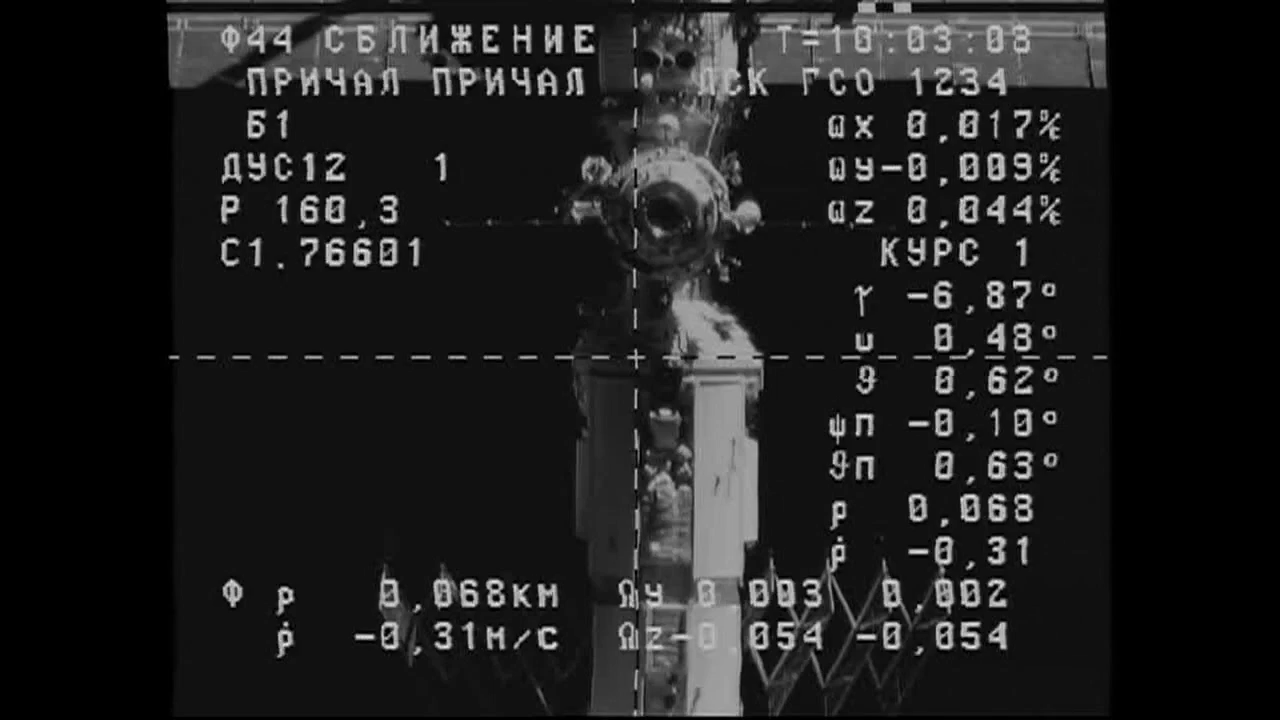 Ф44 СБЛИЖЕНИЕ T=10:03:08
ПРИЧАЛ ПРИЧАЛ ДСК ГСО 1234
Б1 ωX 0,017%
ДУС12 1 ωY-0,009%
P 160,3 ωZ 0,044%
С1.76601 КУРС 1
γ -6,87°
u 0,48°
ϑ 0,62°
ψП -0,10°
ϑП 0,63°
ρ 0,068
ρ̇ -0,31
Ф ρ 0,068КМ ΩY 0,003 0,002
ρ̇ -0,31М/С ΩZ-0,054 -0,054